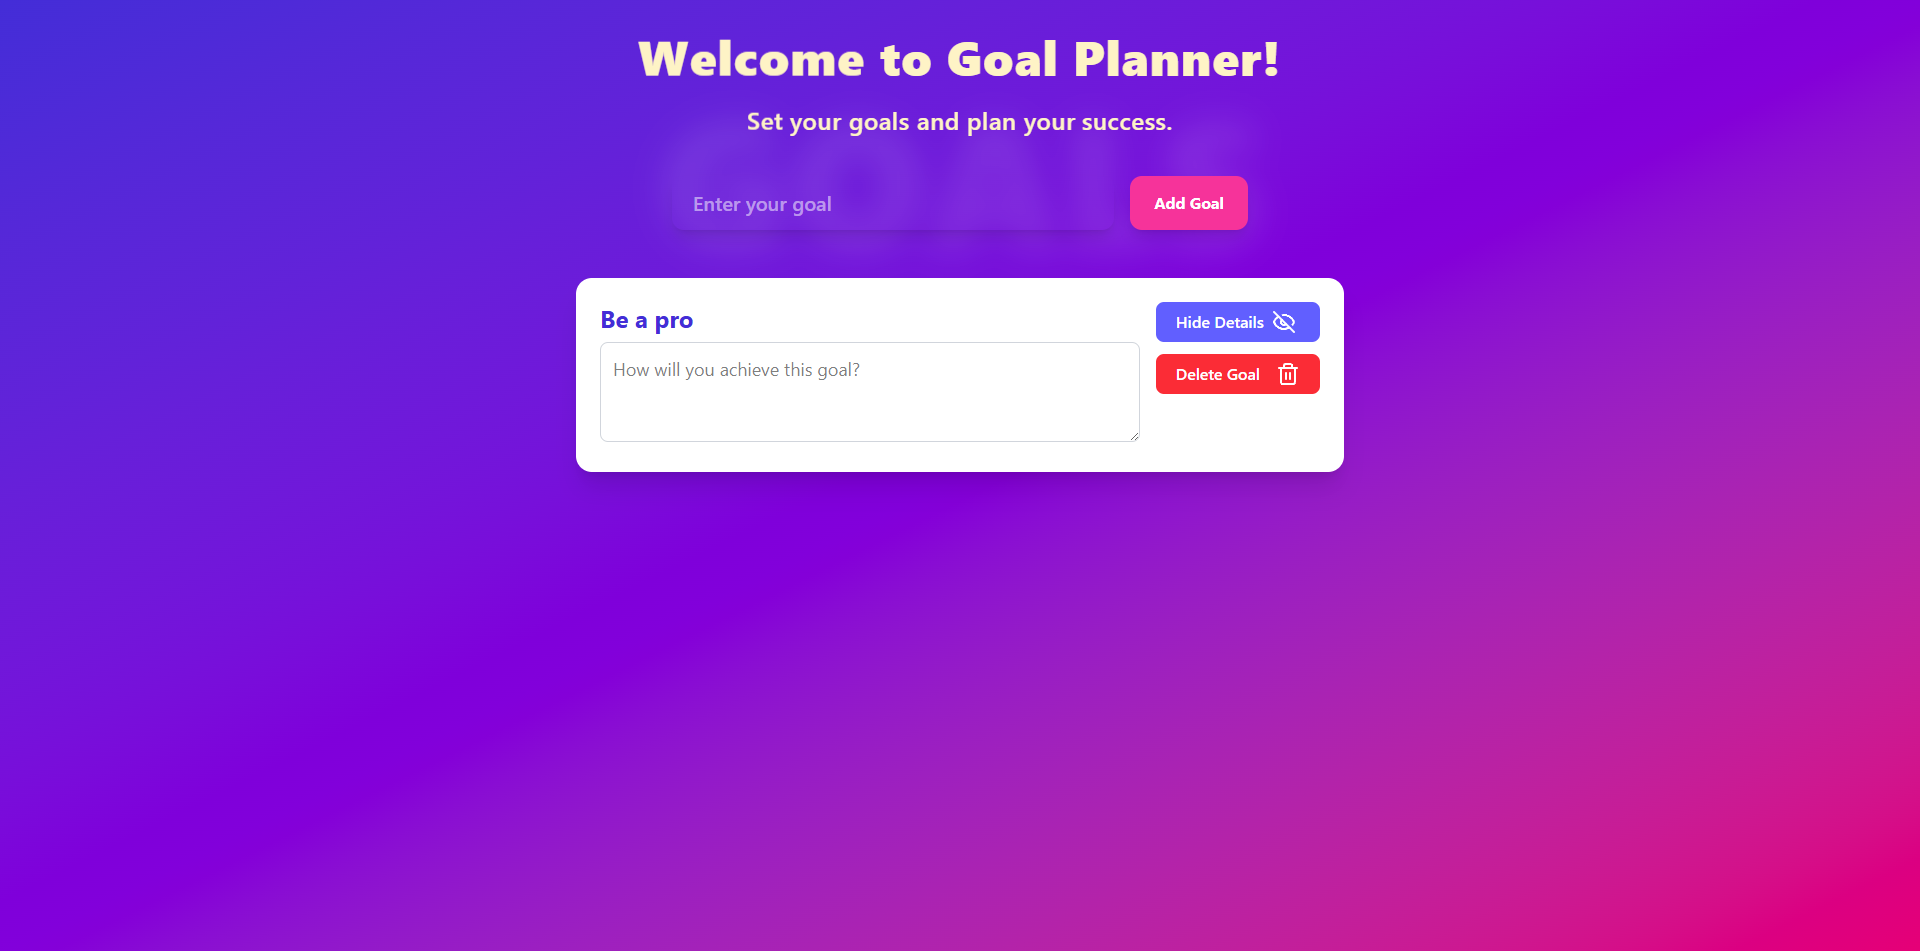 Welcome to Goal Planner!
Set your goals and plan your success.
GOALS
Enter your goal
Add Goal
Be a pro
Hide Details
How will you achieve this goal?
Delete Goal